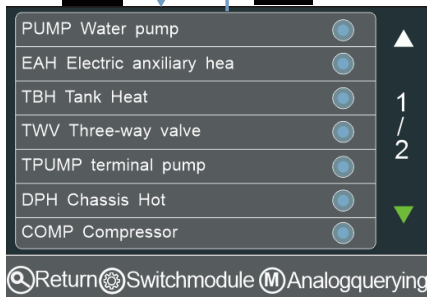 PUMP Water pump
EAH Electric anxiliary hea
TBH Tank Heat
TWV Three-way valve
TPUMP terminal pump
DPH Chassis Hot
COMP Compressor
1
/
2
Return Switchmodule M Analogquerying